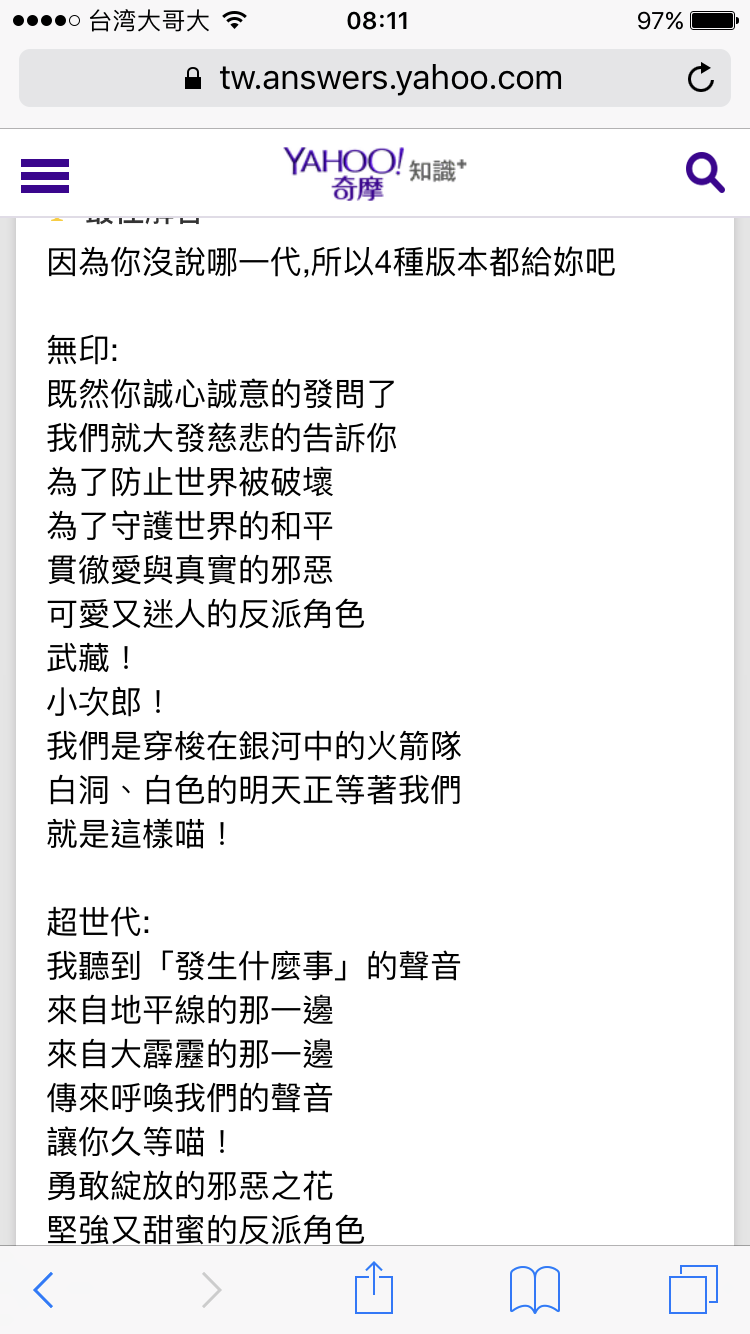 台湾大哥大 08:11 97%
tw.answers.yahoo.com
YAHOO! 奇摩 知識+
因為你沒說哪一代,所以4種版本都給妳吧
無印:
既然你誠心誠意的發問了
我們就大發慈悲的告訴你
為了防止世界被破壞
為了守護世界的和平
貫徹愛與真實的邪惡
可愛又迷人的反派角色
武藏！
小次郎！
我們是穿梭在銀河中的火箭隊
白洞、白色的明天正等著我們
就是這樣喵！
超世代:
我聽到「發生什麼事」的聲音
來自地平線的那一邊
來自大霹靂的那一邊
傳來呼喚我們的聲音
讓你久等喵！
勇敢綻放的邪惡之花
堅強又甜蜜的反派角色